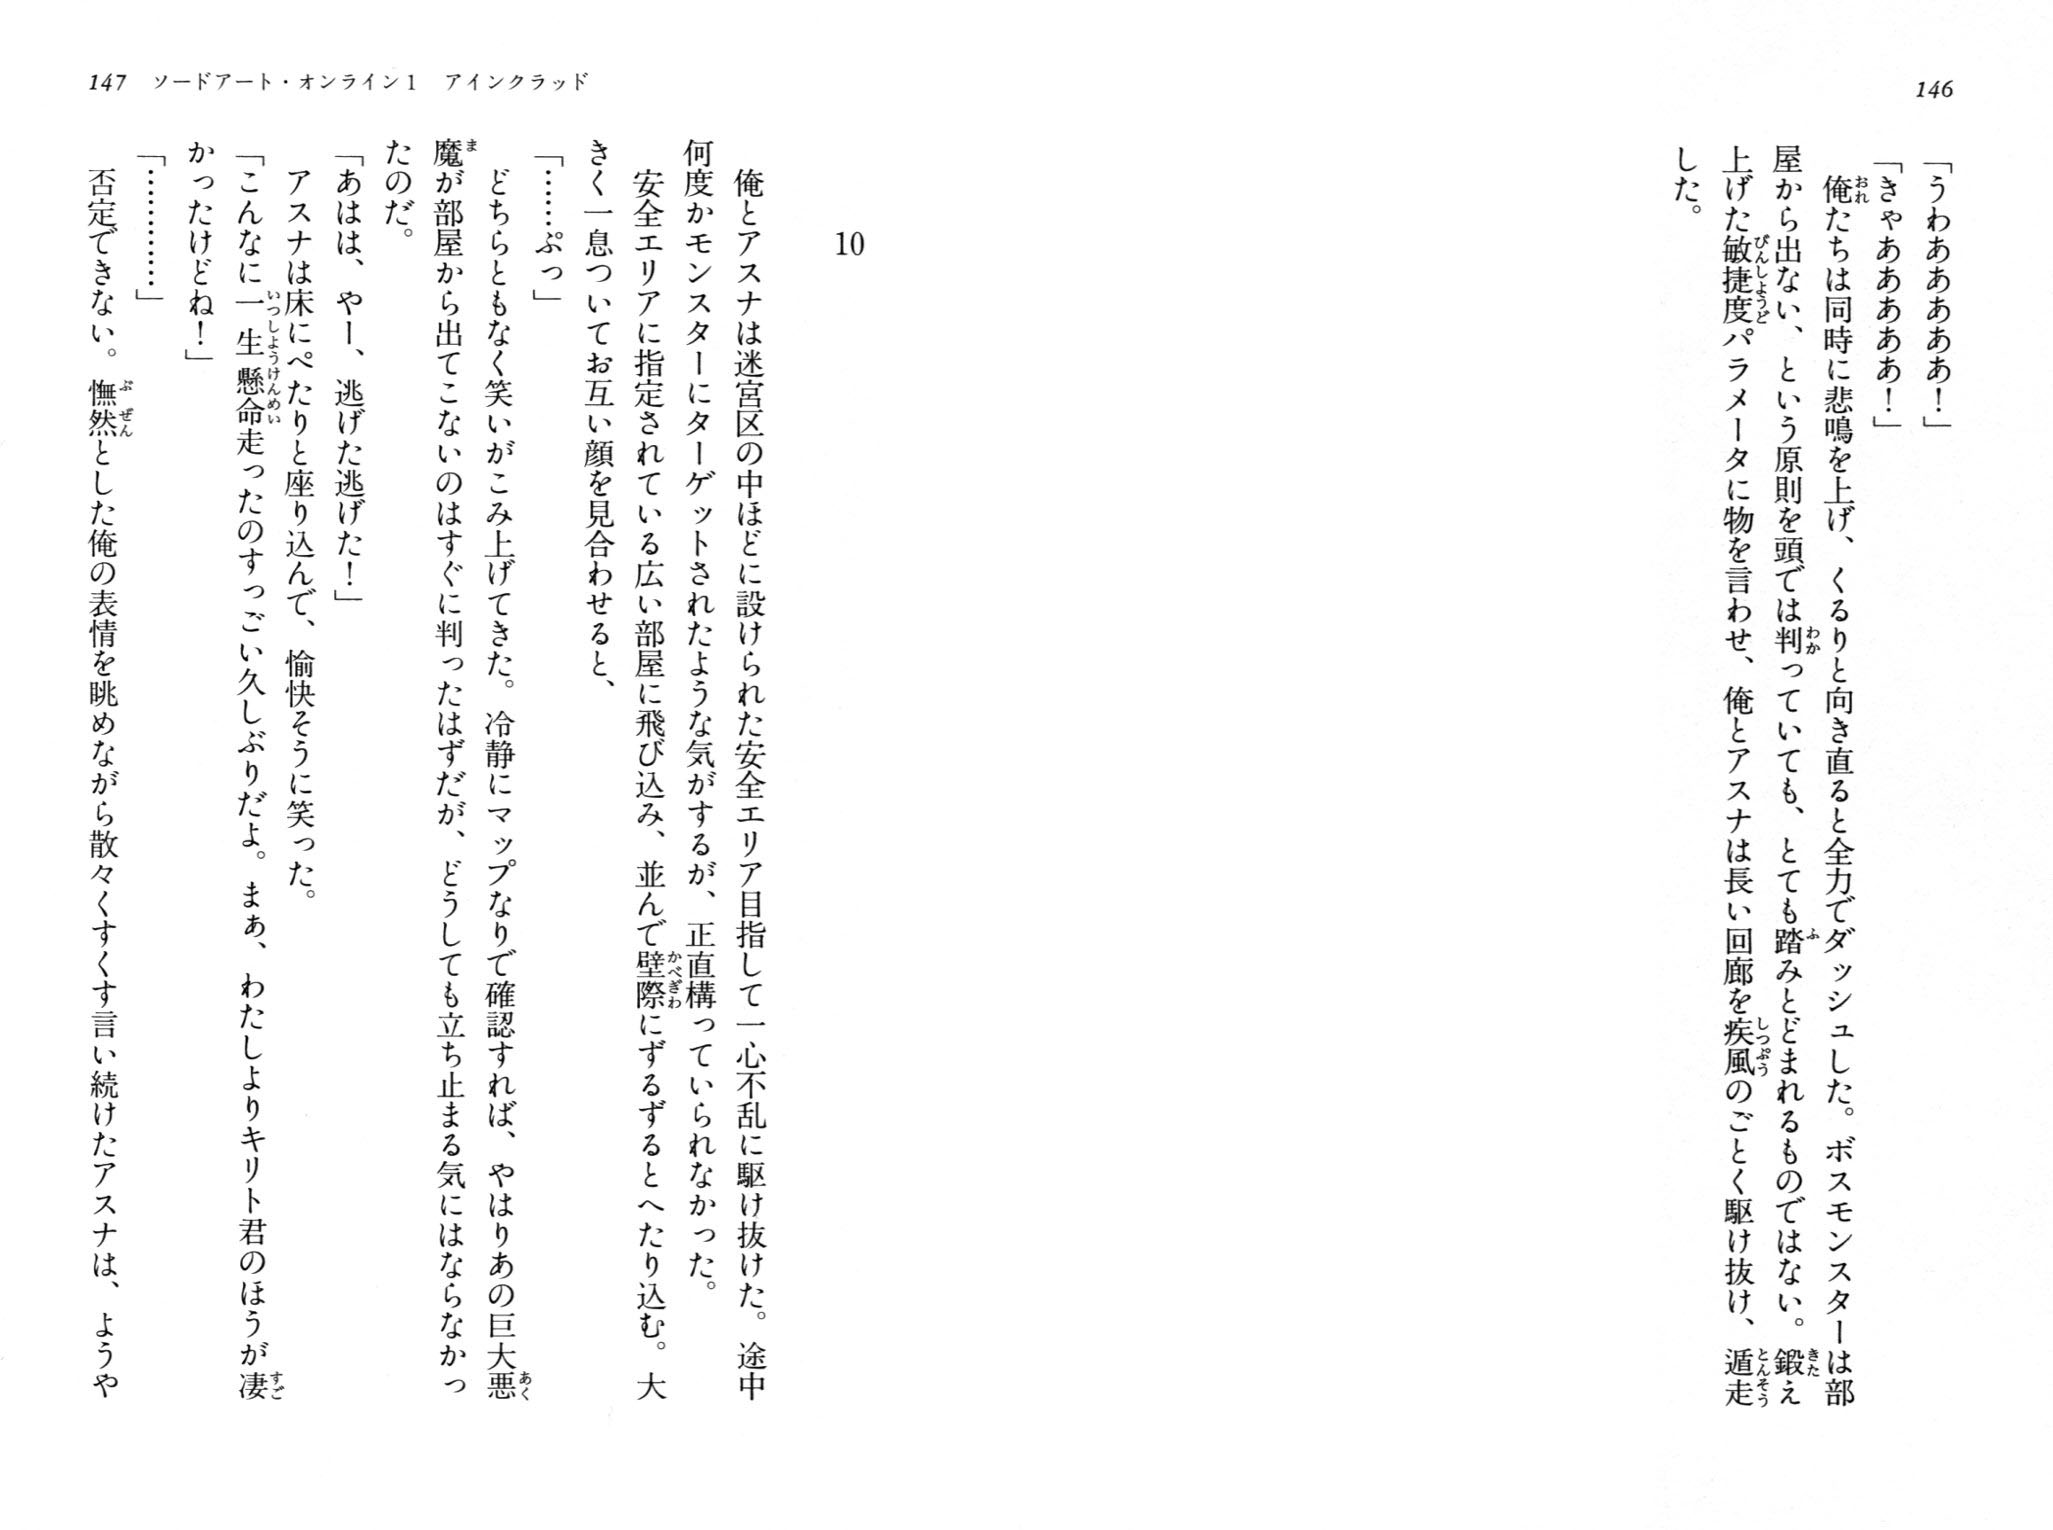 146
「うわあああああ！」
「きゃあああああ！」
　俺たちは同時に悲鳴を上げ、くるりと向き直ると全力でダッシュした。ボスモンスターは部
屋から出ない、という原則を頭では判っていても、とても踏みとどまれるものではない。鍛え
上げた敏捷度パラメータに物を言わせ、俺とアスナは長い回廊を疾風のごとく駆け抜け、遁走
した。
147　ソードアート・オンライン1　アインクラッド
10
　俺とアスナは迷宮区の中ほどに設けられた安全エリア目指して一心不乱に駆け抜けた。途中
何度かモンスターにターゲットされたような気がするが、正直構っていられなかった。
　安全エリアに指定されている広い部屋に飛び込み、並んで壁際にずるずるとへたり込む。大
きく一息ついてお互い顔を見合わせると、
「……ぷっ」
　どちらともなく笑いがこみ上げてきた。冷静にマップなりで確認すれば、やはりあの巨大悪
魔が部屋から出てこないのはすぐに判ったはずだが、どうしても立ち止まる気にはならなかっ
たのだ。
「あはは、やー、逃げた逃げた！」
　アスナは床にぺたりと座り込んで、愉快そうに笑った。
「こんなに一生懸命走ったのすっごい久しぶりだよ。まぁ、わたしよりキリト君のほうが凄
かったけどね！」
「…………」
　否定できない。憮然とした俺の表情を眺めながら散々くすくす言い続けたアスナは、ようや